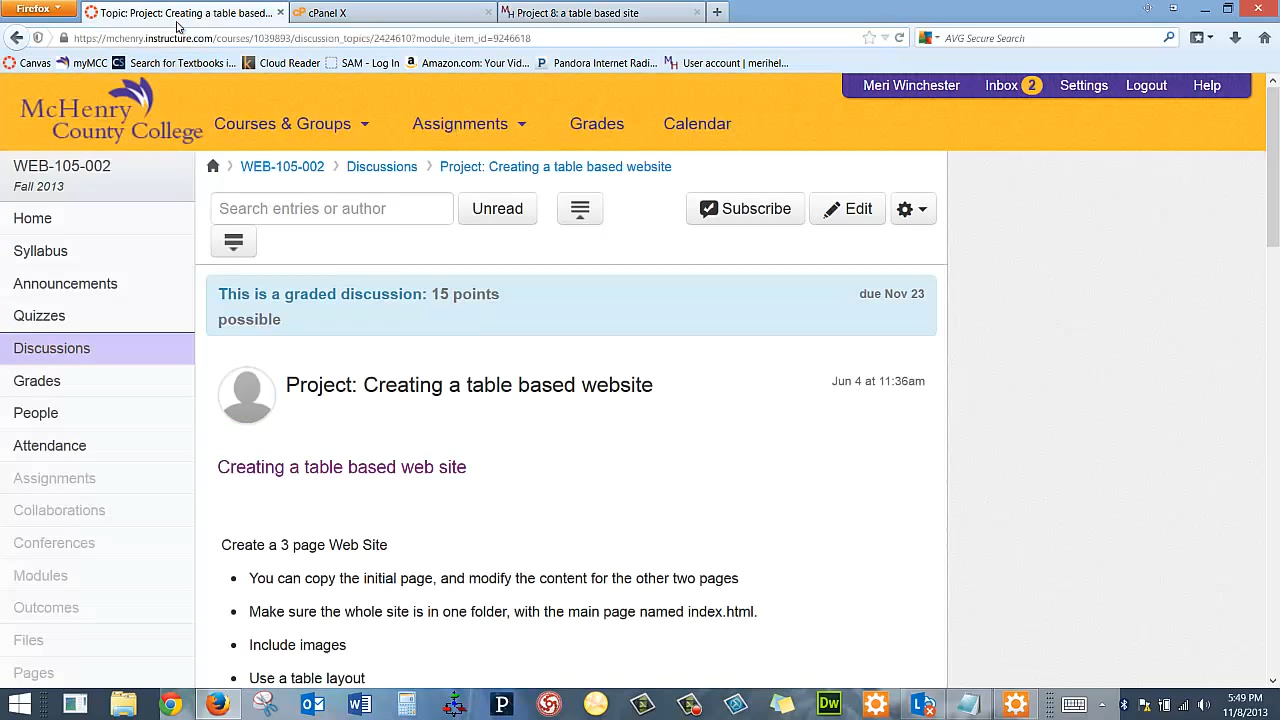 Firefox
Topic: Project: Creating a table based...
cPanel X
Project 8: a table based site
https://mchenry.instructure.com/courses/1039893/discussion_topics/2424610?module_item_id=9246618
AVG Secure Search
Canvas
myMCC
Search for Textbooks i...
Cloud Reader
SAM - Log In
Amazon.com: Your Vid...
Pandora Internet Radi...
User account | merihel...
Meri Winchester
Inbox 2
Settings
Logout
Help
McHenry
County College
Courses & Groups
Assignments
Grades
Calendar
WEB-105-002
Fall 2013
WEB-105-002
Discussions
Project: Creating a table based website
Search entries or author
Unread
Subscribe
Edit
Home
Syllabus
Announcements
Quizzes
Discussions
Grades
People
Attendance
Assignments
Collaborations
Conferences
Modules
Outcomes
Files
Pages
This is a graded discussion: 15 points
possible
due Nov 23
Project: Creating a table based website
Jun 4 at 11:36am
Creating a table based web site
Create a 3 page Web Site
• You can copy the initial page, and modify the content for the other two pages
• Make sure the whole site is in one folder, with the main page named index.html.
• Include images
• Use a table layout
5:49 PM
11/8/2013